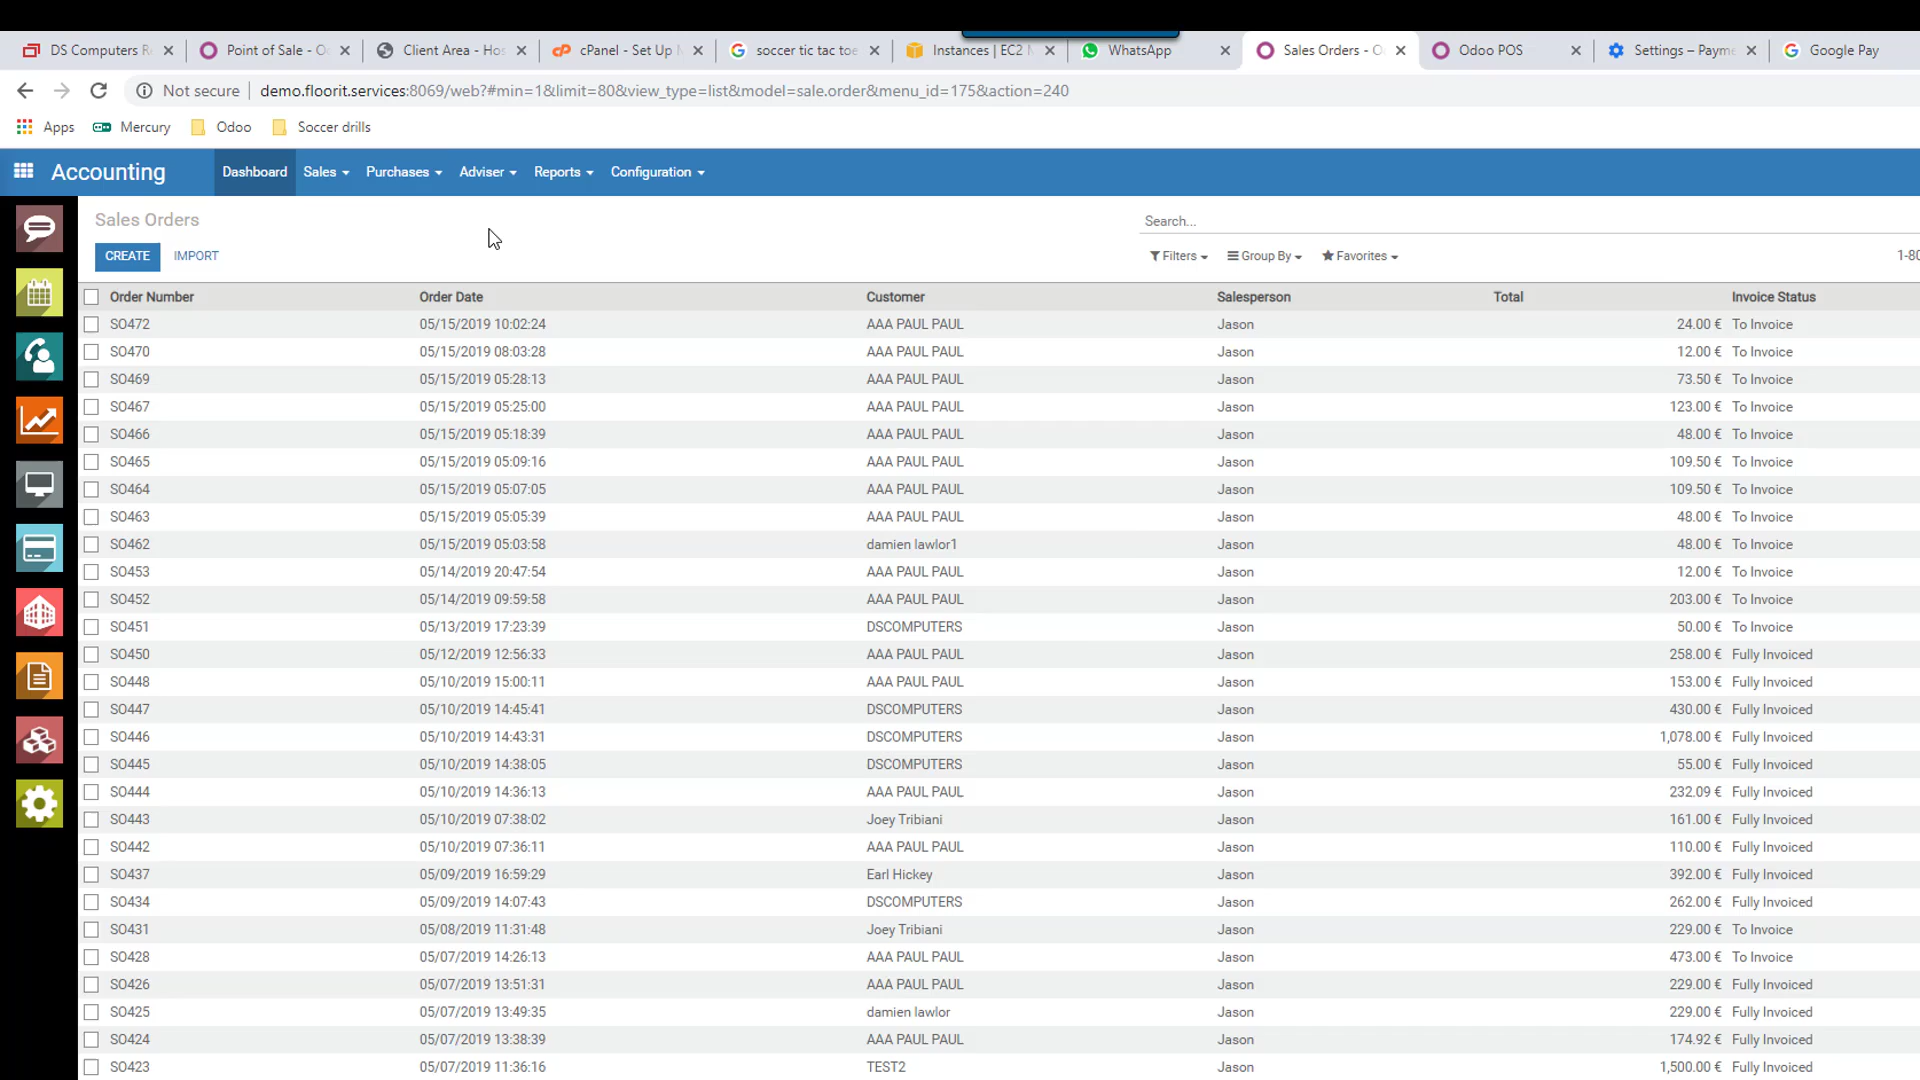 DS Computers R Point of Sale - O Client Area - Hos cPanel - Set Up soccer tic tac toe Instances | EC2 WhatsApp Sales Orders - O Odoo POS Settings – Payme Google Pay
Not secure demo.floorit.services:8069/web?#min=1&limit=80&view_type=list&model=sale.order&menu_id=175&action=240
Apps Mercury Odoo Soccer drills
Accounting Dashboard Sales Purchases Adviser Reports Configuration
Sales Orders Search...
CREATE IMPORT Filters Group By Favorites 1-80
Order Number Order Date Customer Salesperson Total Invoice Status
SO472 05/15/2019 10:02:24 AAA PAUL PAUL Jason 24.00 € To Invoice
SO470 05/15/2019 08:03:28 AAA PAUL PAUL Jason 12.00 € To Invoice
SO469 05/15/2019 05:28:13 AAA PAUL PAUL Jason 73.50 € To Invoice
SO467 05/15/2019 05:25:00 AAA PAUL PAUL Jason 123.00 € To Invoice
SO466 05/15/2019 05:18:39 AAA PAUL PAUL Jason 48.00 € To Invoice
SO465 05/15/2019 05:09:16 AAA PAUL PAUL Jason 109.50 € To Invoice
SO464 05/15/2019 05:07:05 AAA PAUL PAUL Jason 109.50 € To Invoice
SO463 05/15/2019 05:05:39 AAA PAUL PAUL Jason 48.00 € To Invoice
SO462 05/15/2019 05:03:58 damien lawlor1 Jason 48.00 € To Invoice
SO453 05/14/2019 20:47:54 AAA PAUL PAUL Jason 12.00 € To Invoice
SO452 05/14/2019 09:59:58 AAA PAUL PAUL Jason 203.00 € To Invoice
SO451 05/13/2019 17:23:39 DSCOMPUTERS Jason 50.00 € To Invoice
SO450 05/12/2019 12:56:33 AAA PAUL PAUL Jason 258.00 € Fully Invoiced
SO448 05/10/2019 15:00:11 AAA PAUL PAUL Jason 153.00 € Fully Invoiced
SO447 05/10/2019 14:45:41 DSCOMPUTERS Jason 430.00 € Fully Invoiced
SO446 05/10/2019 14:43:31 DSCOMPUTERS Jason 1,078.00 € Fully Invoiced
SO445 05/10/2019 14:38:05 DSCOMPUTERS Jason 55.00 € Fully Invoiced
SO444 05/10/2019 14:36:13 AAA PAUL PAUL Jason 232.09 € Fully Invoiced
SO443 05/10/2019 07:38:02 Joey Tribiani Jason 161.00 € Fully Invoiced
SO442 05/10/2019 07:36:11 AAA PAUL PAUL Jason 110.00 € Fully Invoiced
SO437 05/09/2019 16:59:29 Earl Hickey Jason 392.00 € Fully Invoiced
SO434 05/09/2019 14:07:43 DSCOMPUTERS Jason 262.00 € Fully Invoiced
SO431 05/08/2019 11:31:48 Joey Tribiani Jason 229.00 € To Invoice
SO428 05/07/2019 14:26:13 AAA PAUL PAUL Jason 473.00 € To Invoice
SO426 05/07/2019 13:51:31 AAA PAUL PAUL Jason 229.00 € Fully Invoiced
SO425 05/07/2019 13:49:35 damien lawlor Jason 229.00 € Fully Invoiced
SO424 05/07/2019 13:38:39 AAA PAUL PAUL Jason 174.92 € Fully Invoiced
SO423 05/07/2019 11:36:16 TEST2 Jason 1,500.00 € Fully Invoiced